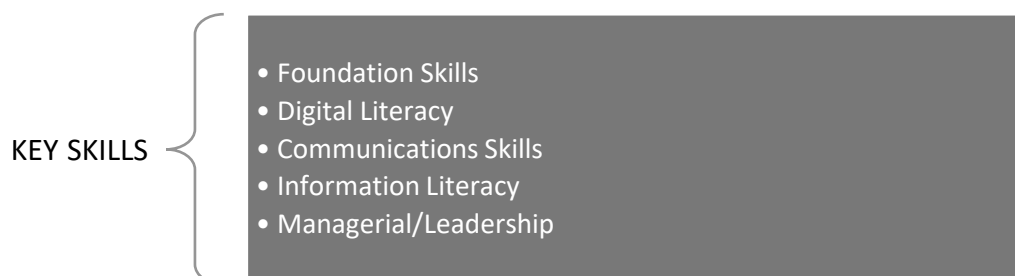 KEY SKILLS
• Foundation Skills
• Digital Literacy
• Communications Skills
• Information Literacy
• Managerial/Leadership